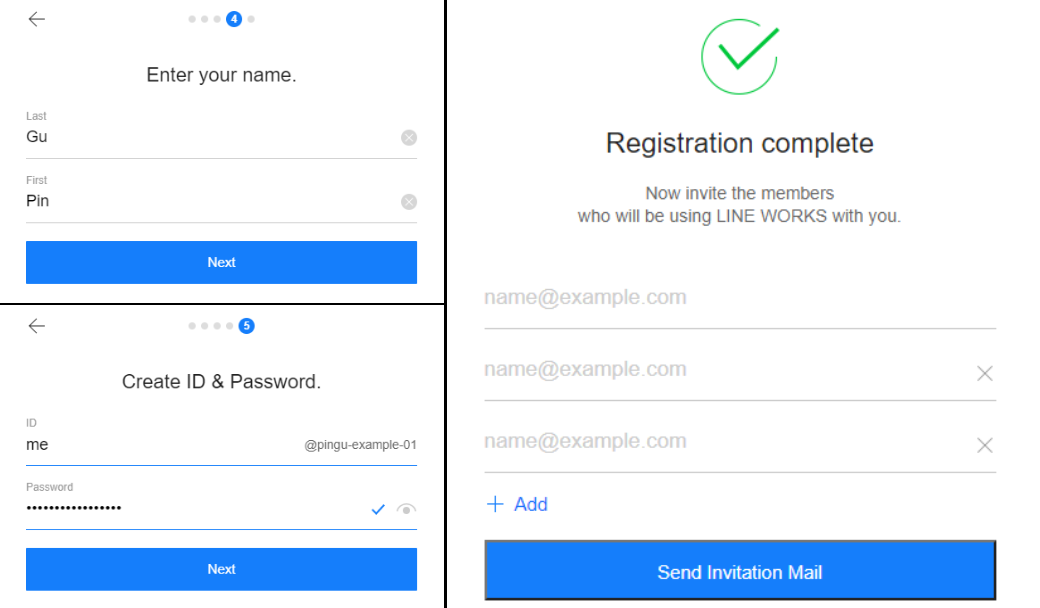 4
Enter your name.
Last
Gu
First
Pin
Next
5
Create ID & Password.
ID
me
@pingu-example-01
Password
•••••••••••••••••
Next
Registration complete
Now invite the members
who will be using LINE WORKS with you.
name@example.com
name@example.com
name@example.com
+ Add
Send Invitation Mail